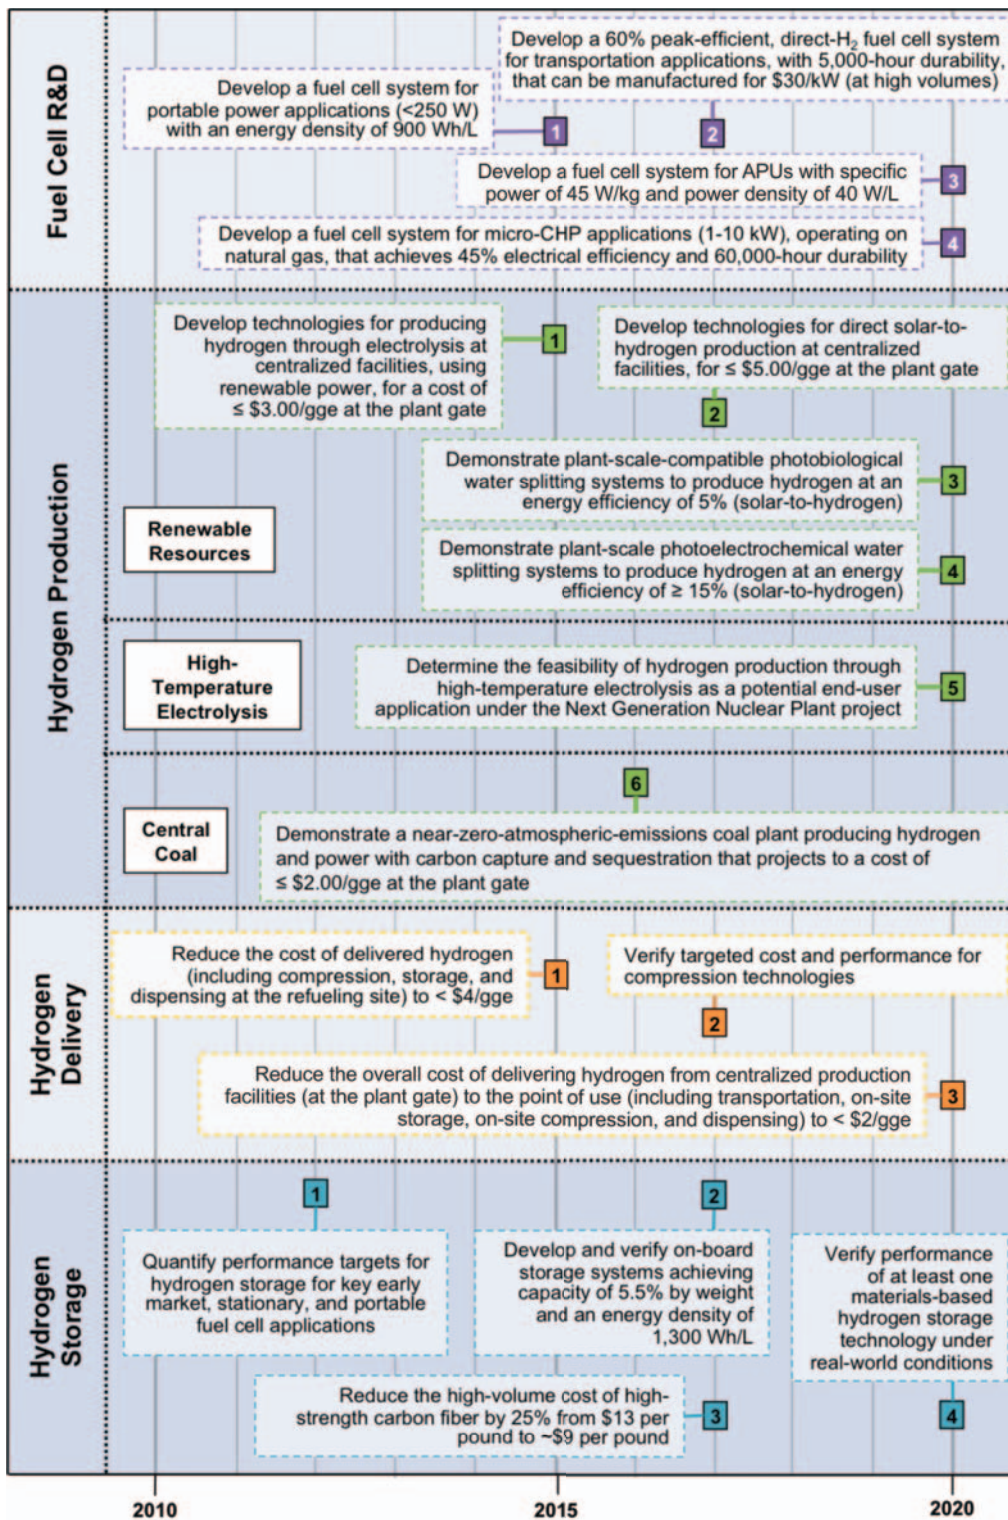 Fuel Cell R&D
Develop a fuel cell system for
portable power applications (<250 W)
with an energy density of 900 Wh/L
1
Develop a 60% peak-efficient, direct-H₂ fuel cell system
for transportation applications, with 5,000-hour durability,
that can be manufactured for $30/kW (at high volumes)
2
Develop a fuel cell system for APUs with specific
power of 45 W/kg and power density of 40 W/L
3
Develop a fuel cell system for micro-CHP applications (1-10 kW), operating on
natural gas, that achieves 45% electrical efficiency and 60,000-hour durability
4
Hydrogen Production
Develop technologies for producing
hydrogen through electrolysis at
centralized facilities, using
renewable power, for a cost of
≤ $3.00/gge at the plant gate
1
Develop technologies for direct solar-to-
hydrogen production at centralized
facilities, for ≤ $5.00/gge at the plant gate
2
Renewable
Resources
Demonstrate plant-scale-compatible photobiological
water splitting systems to produce hydrogen at an
energy efficiency of 5% (solar-to-hydrogen)
3
Demonstrate plant-scale photoelectrochemical water
splitting systems to produce hydrogen at an energy
efficiency of ≥ 15% (solar-to-hydrogen)
4
High-
Temperature
Electrolysis
Determine the feasibility of hydrogen production through
high-temperature electrolysis as a potential end-user
application under the Next Generation Nuclear Plant project
5
Central
Coal
6
Demonstrate a near-zero-atmospheric-emissions coal plant producing hydrogen
and power with carbon capture and sequestration that projects to a cost of
≤ $2.00/gge at the plant gate
Hydrogen
Delivery
Reduce the cost of delivered hydrogen
(including compression, storage, and
dispensing at the refueling site) to < $4/gge
1
Verify targeted cost and performance for
compression technologies
2
Reduce the overall cost of delivering hydrogen from centralized production
facilities (at the plant gate) to the point of use (including transportation, on-site
storage, on-site compression, and dispensing) to < $2/gge
3
Hydrogen
Storage
1
Quantify performance targets for
hydrogen storage for key early
market, stationary, and portable
fuel cell applications
2
Develop and verify on-board
storage systems achieving
capacity of 5.5% by weight
and an energy density of
1,300 Wh/L
Verify performance
of at least one
materials-based
hydrogen storage
technology under
real-world conditions
4
Reduce the high-volume cost of high-
strength carbon fiber by 25% from $13 per
pound to ~$9 per pound
3
2010
2015
2020